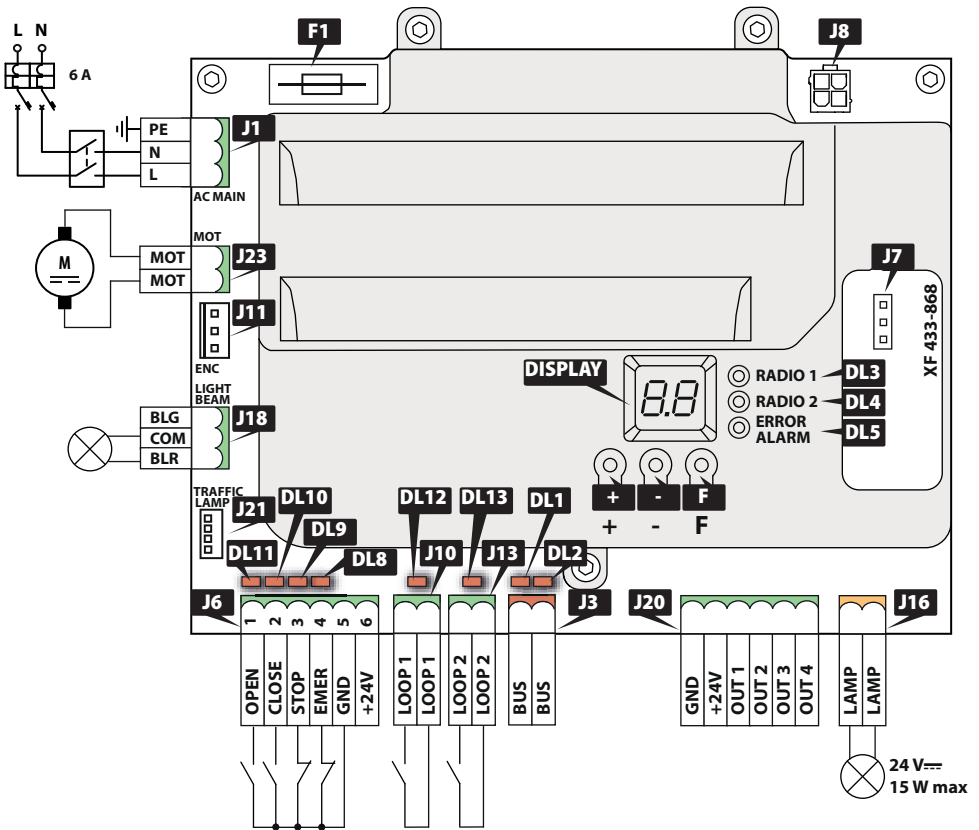 L N
6 A
F1
J8
PE
N
L
J1
AC MAIN
MOT
MOT
MOT
J23
M
J11
ENC
LIGHT
BEAM
BLG
COM
BLR
J18
TRAFFIC
LAMP
J21
DISPLAY
8.8
RADIO 1
RADIO 2
ERROR
ALARM
DL3
DL4
DL5
J7
XF 433-868
+ - F
+ - F
DL11
DL10
DL9
DL8
DL12
J10
DL13
J13
DL1
DL2
J6
J3
J20
J16
1 2 3 4 5 6
OPEN
CLOSE
STOP
EMER
GND
+24V
LOOP 1
LOOP 1
LOOP 2
LOOP 2
BUS
BUS
GND
+24V
OUT 1
OUT 2
OUT 3
OUT 4
LAMP
LAMP
24 V⎓
15 W max